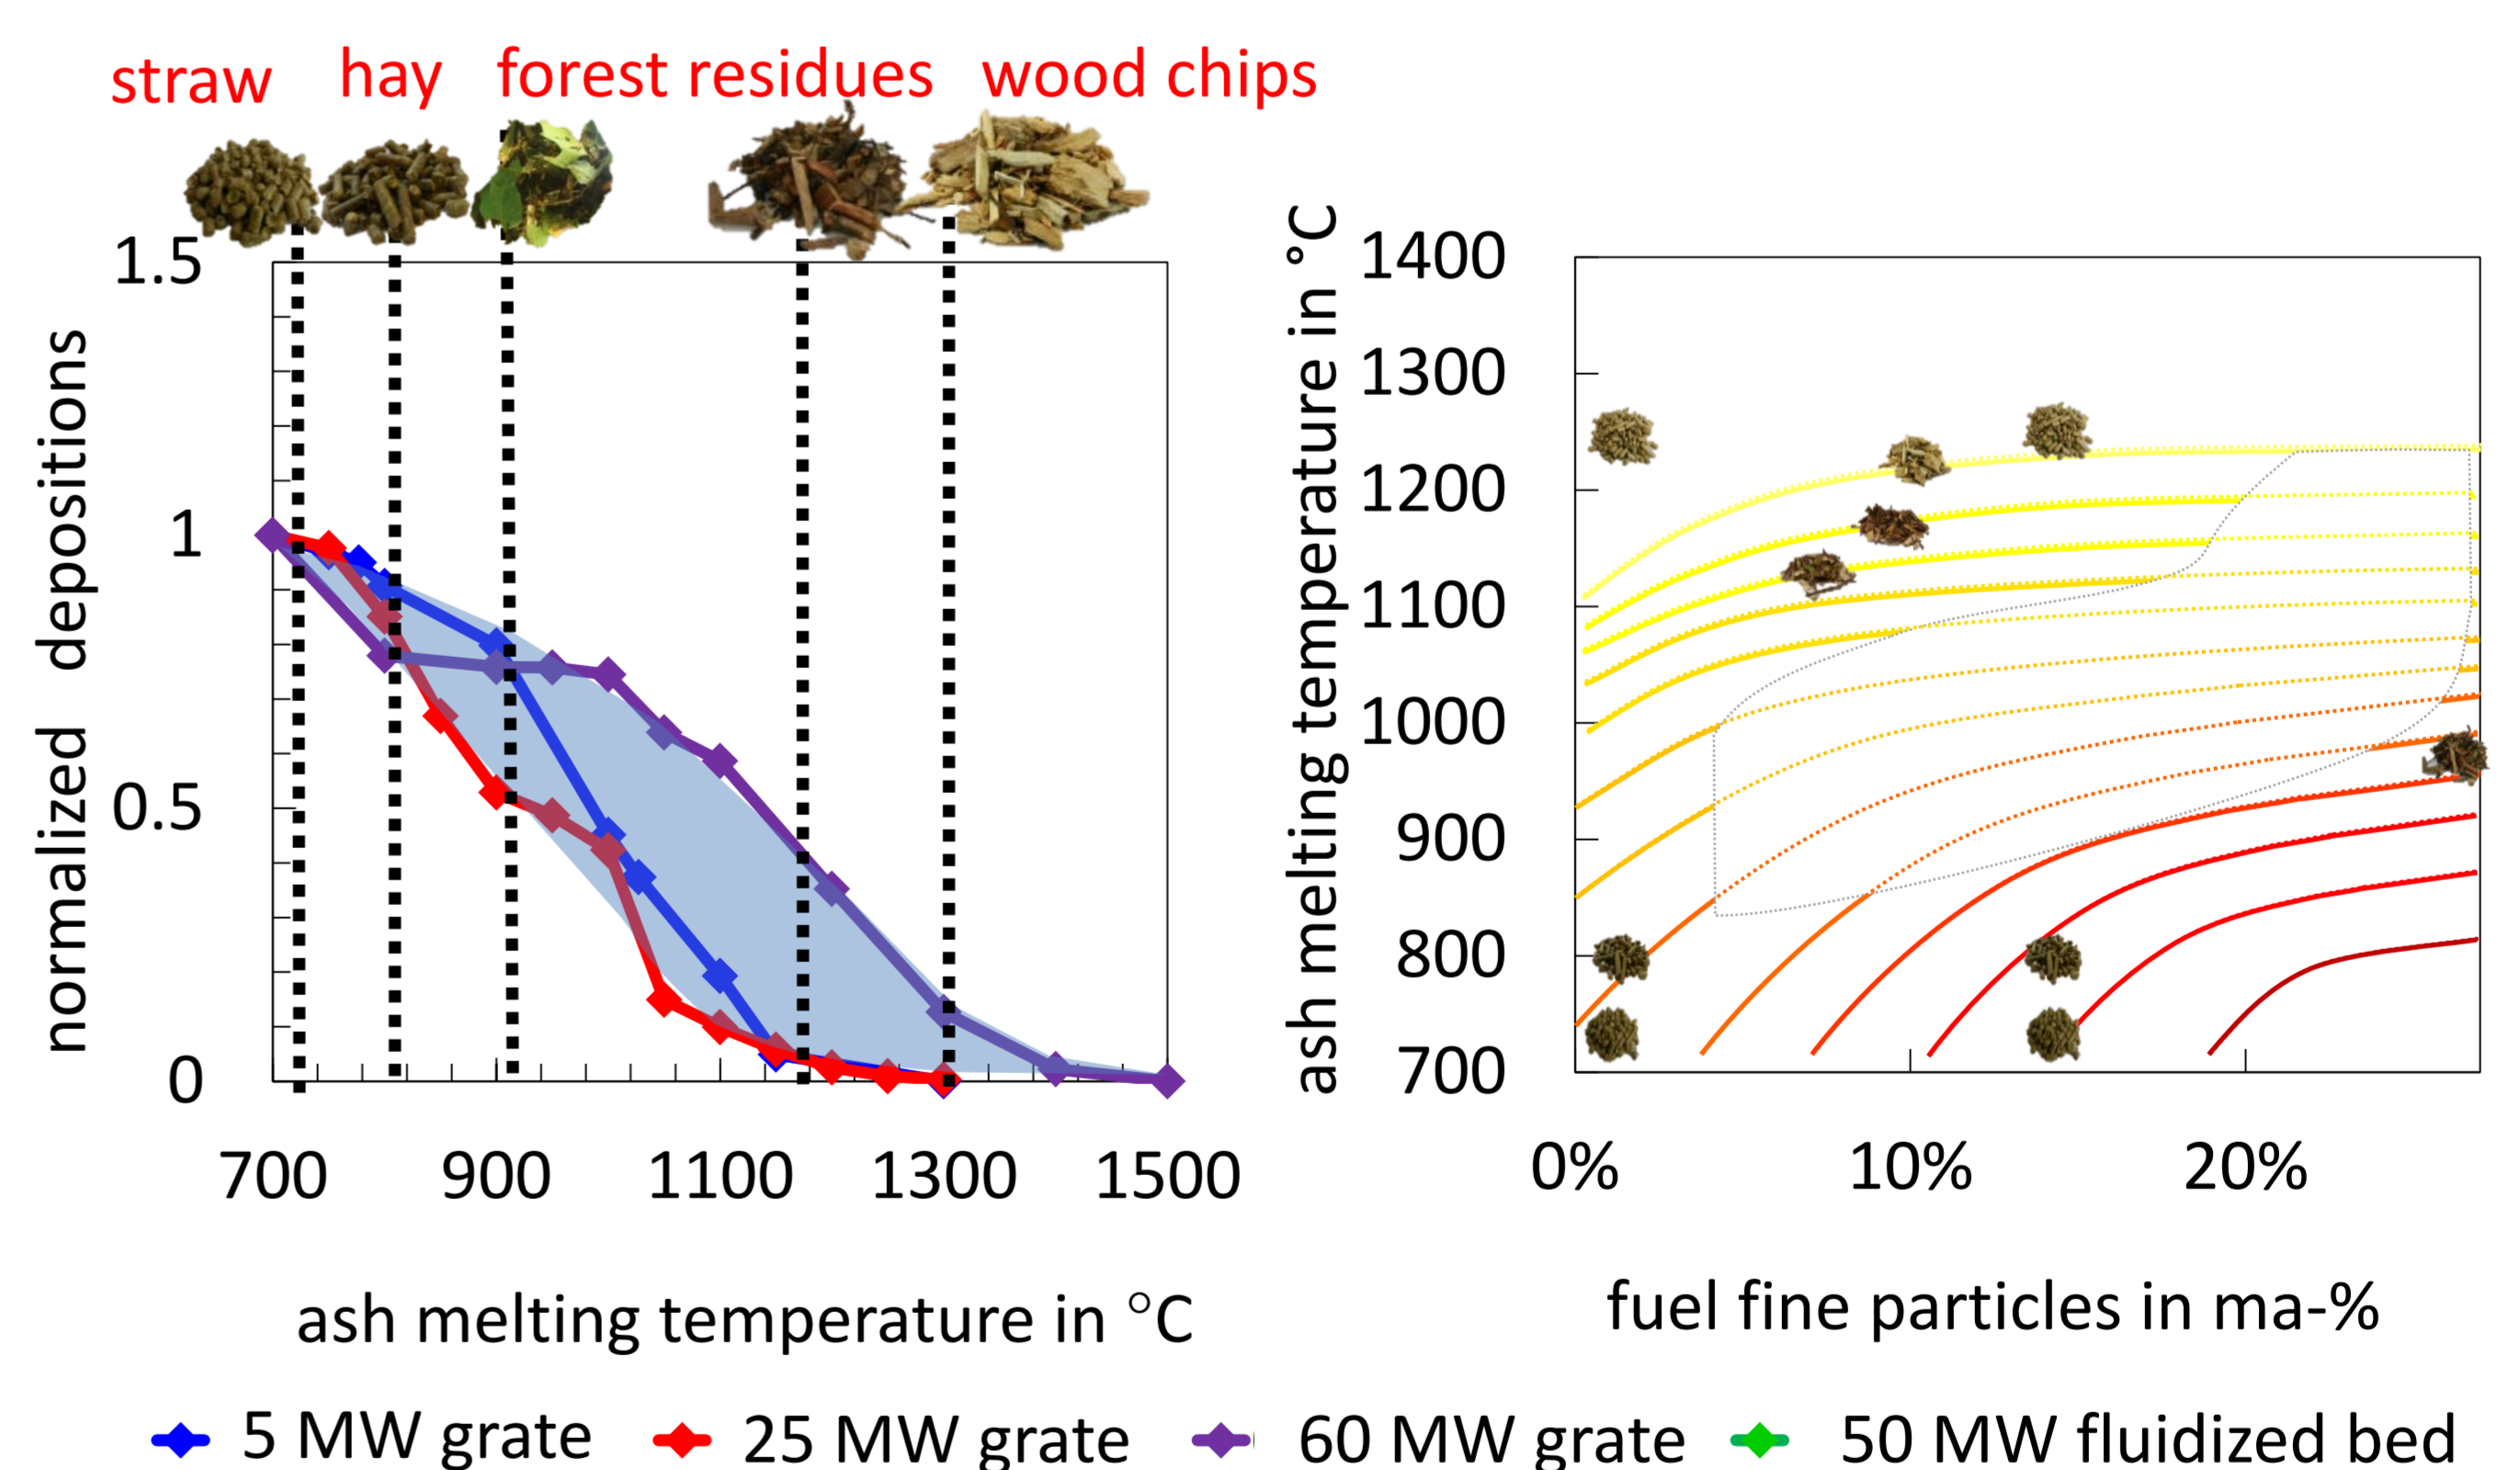 straw hay forest residues wood chips
normalized depositions
1.5
1
0.5
0
700 900 1100 1300 1500
ash melting temperature in °C
ash melting temperature in °C
1400
1300
1200
1100
1000
900
800
700
0% 10% 20%
fuel fine particles in ma-%
5 MW grate 25 MW grate 60 MW grate 50 MW fluidized bed